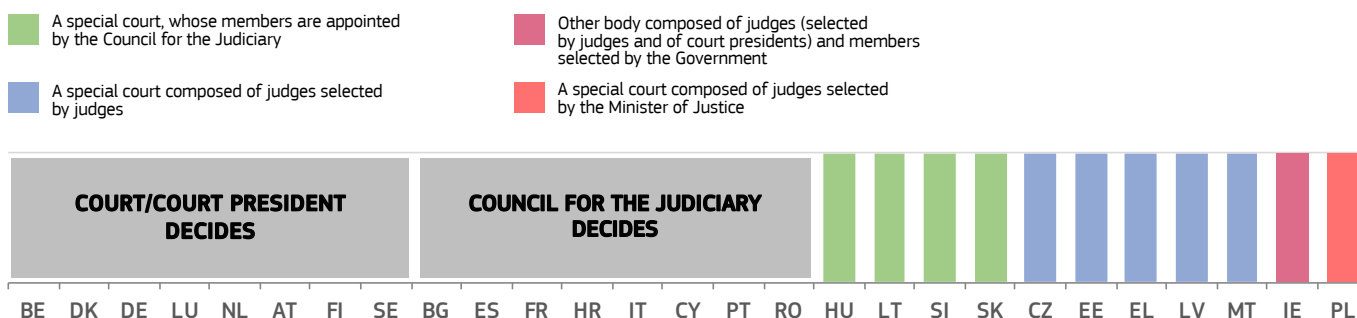 A special court, whose members are appointed
by the Council for the Judiciary
A special court composed of judges selected
by judges
Other body composed of judges (selected
by judges and of court presidents) and members
selected by the Government
A special court composed of judges selected
by the Minister of Justice
COURT/COURT PRESIDENT
DECIDES
COUNCIL FOR THE JUDICIARY
DECIDES
BE DK DE LU NL AT FI SE BG ES FR HR IT CY PT RO HU LT SI SK CZ EE EL LV MT IE PL